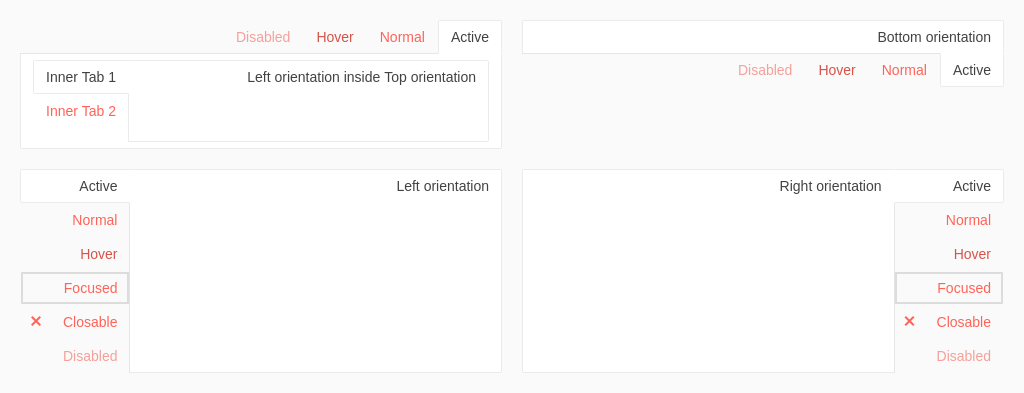 Disabled Hover Normal Active
Inner Tab 1 Left orientation inside Top orientation
Inner Tab 2
Bottom orientation
Disabled Hover Normal Active
Active Left orientation
Normal
Hover
Focused
✕ Closable
Disabled
Right orientation Active
Normal
Hover
Focused
✕ Closable
Disabled